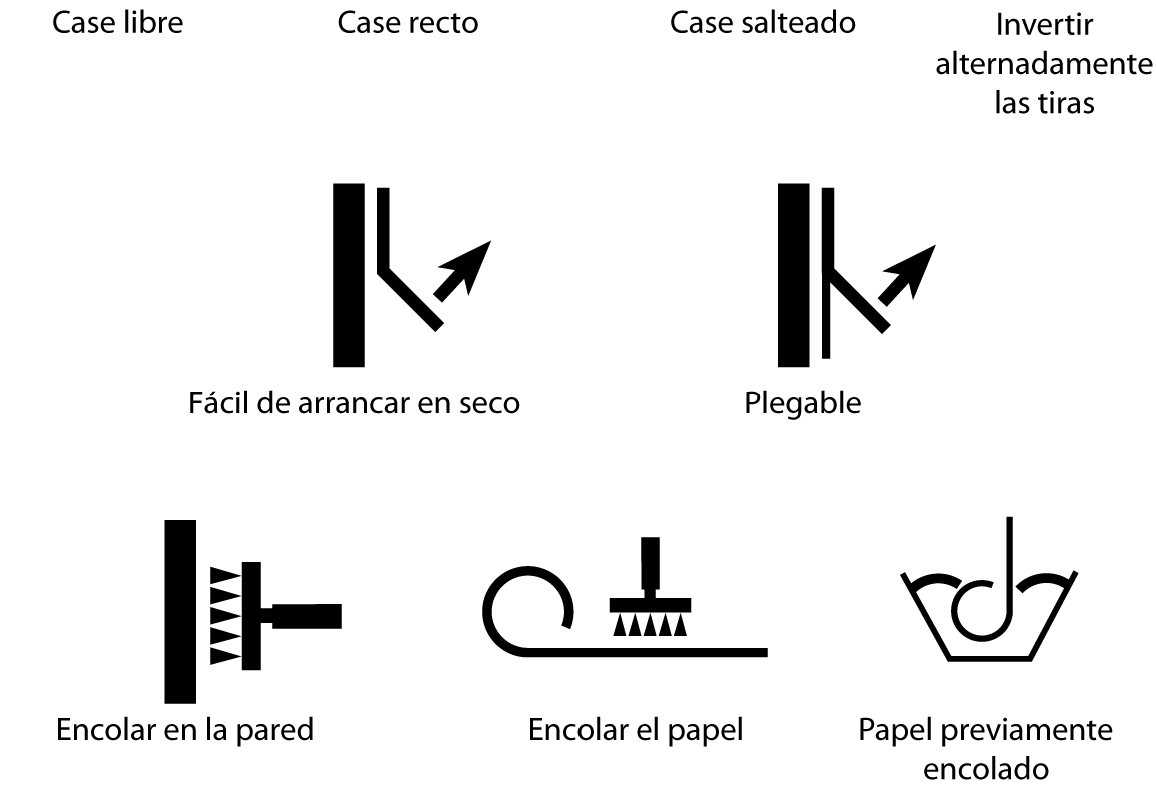 Case libre
Case recto
Case salteado
Invertir
alternadamente
las tiras
Fácil de arrancar en seco
Plegable
Encolar en la pared
Encolar el papel
Papel previamente
encolado